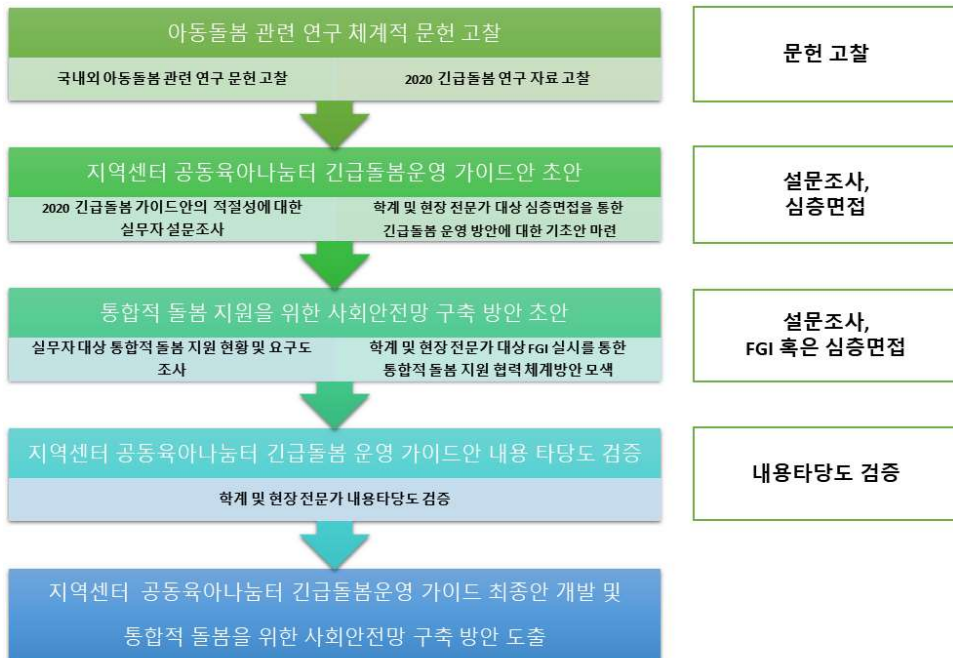 아동돌봄 관련 연구 체계적 문헌 고찰
국내외 아동돌봄 관련 연구 문헌 고찰
2020 긴급돌봄 연구 자료 고찰
문헌 고찰
지역센터 공동육아나눔터 긴급돌봄운영 가이드안 초안
2020 긴급돌봄 가이드안의 적절성에 대한
실무자 설문조사
학계 및 현장 전문가 대상 심층면접을 통한
긴급돌봄 운영 방안에 대한 기초안 마련
설문조사,
심층면접
통합적 돌봄 지원을 위한 사회안전망 구축 방안 초안
실무자 대상 통합적 돌봄 지원 현황 및 요구도
조사
학계 및 현장 전문가 대상 FGI 실시를 통한
통합적 돌봄 지원 협력 체계방안 모색
설문조사,
FGI 혹은 심층면접
지역센터 공동육아나눔터 긴급돌봄 운영 가이드안 내용 타당도 검증
학계 및 현장 전문가 내용타당도 검증
내용타당도 검증
지역센터 공동육아나눔터 긴급돌봄운영 가이드 최종안 개발 및
통합적 돌봄을 위한 사회안전망 구축 방안 도출